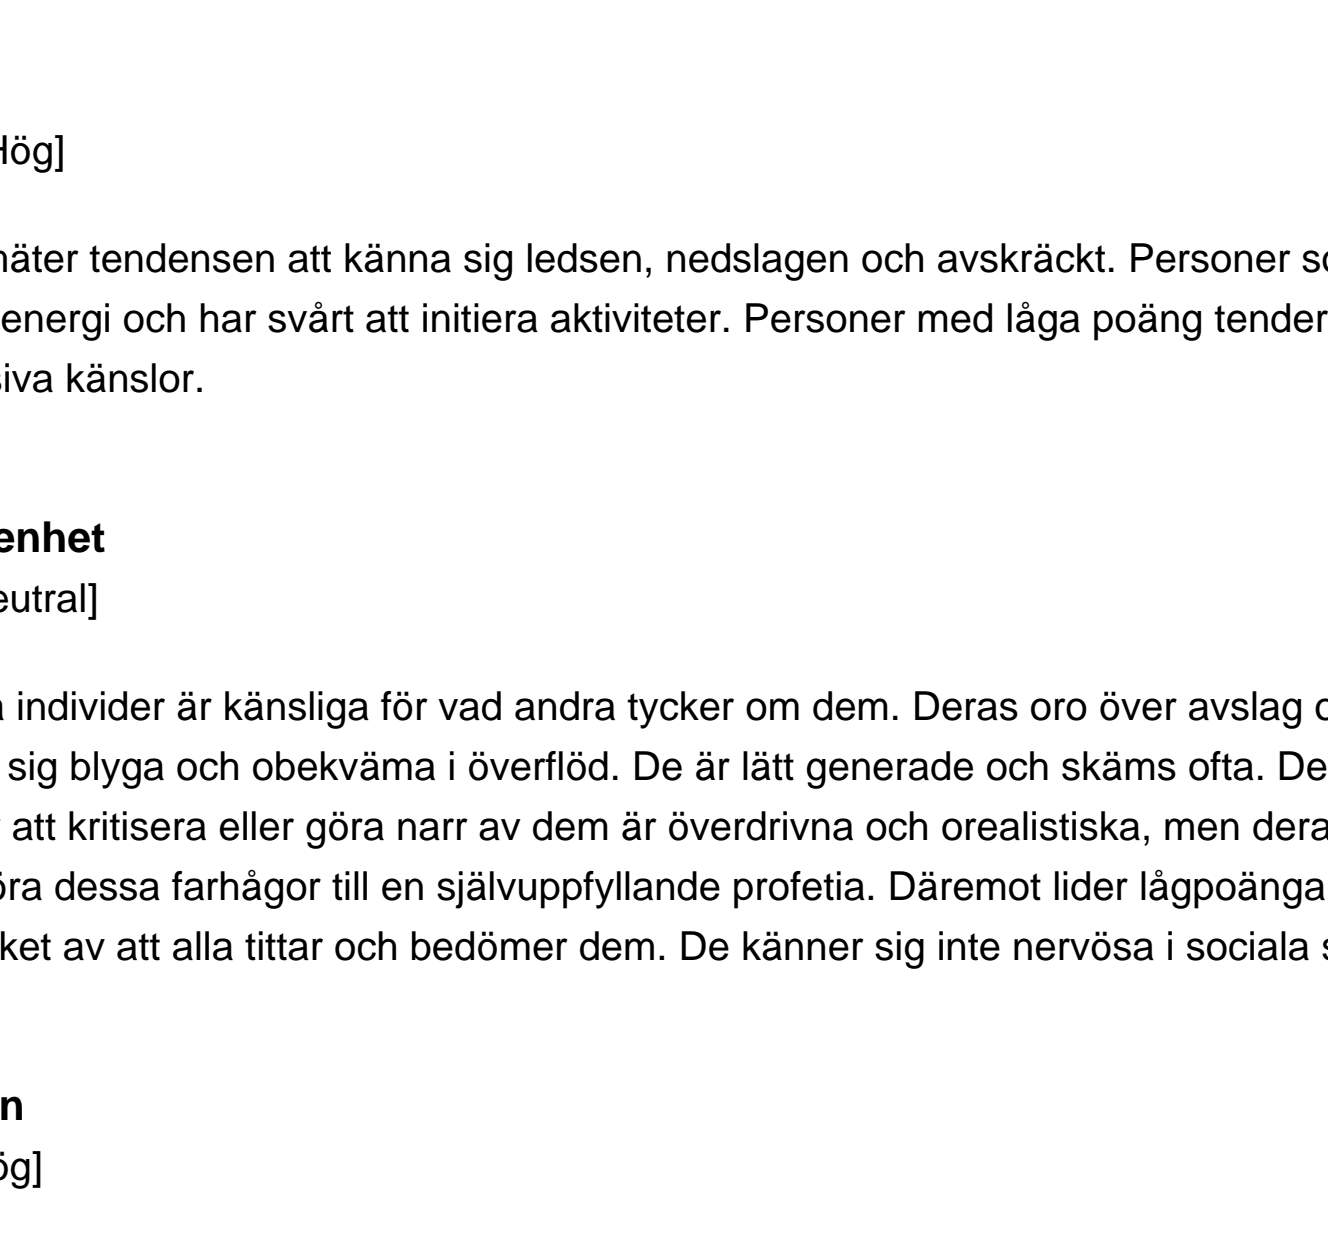 Hög]
mäter tendensen att känna sig ledsen, nedslagen och avskräckt. Personer so
energi och har svårt att initiera aktiviteter. Personer med låga poäng tender
siva känslor.
enhet
eutral]
individer är känsliga för vad andra tycker om dem. Deras oro över avslag o
sig blyga och obekväma i överflöd. De är lätt generade och skäms ofta. De
att kritisera eller göra narr av dem är överdrivna och orealistiska, men dera
öra dessa farhågor till en självuppfyllande profetia. Däremot lider lågpoänga
ket av att alla tittar och bedömer dem. De känner sig inte nervösa i sociala s
n
ög]